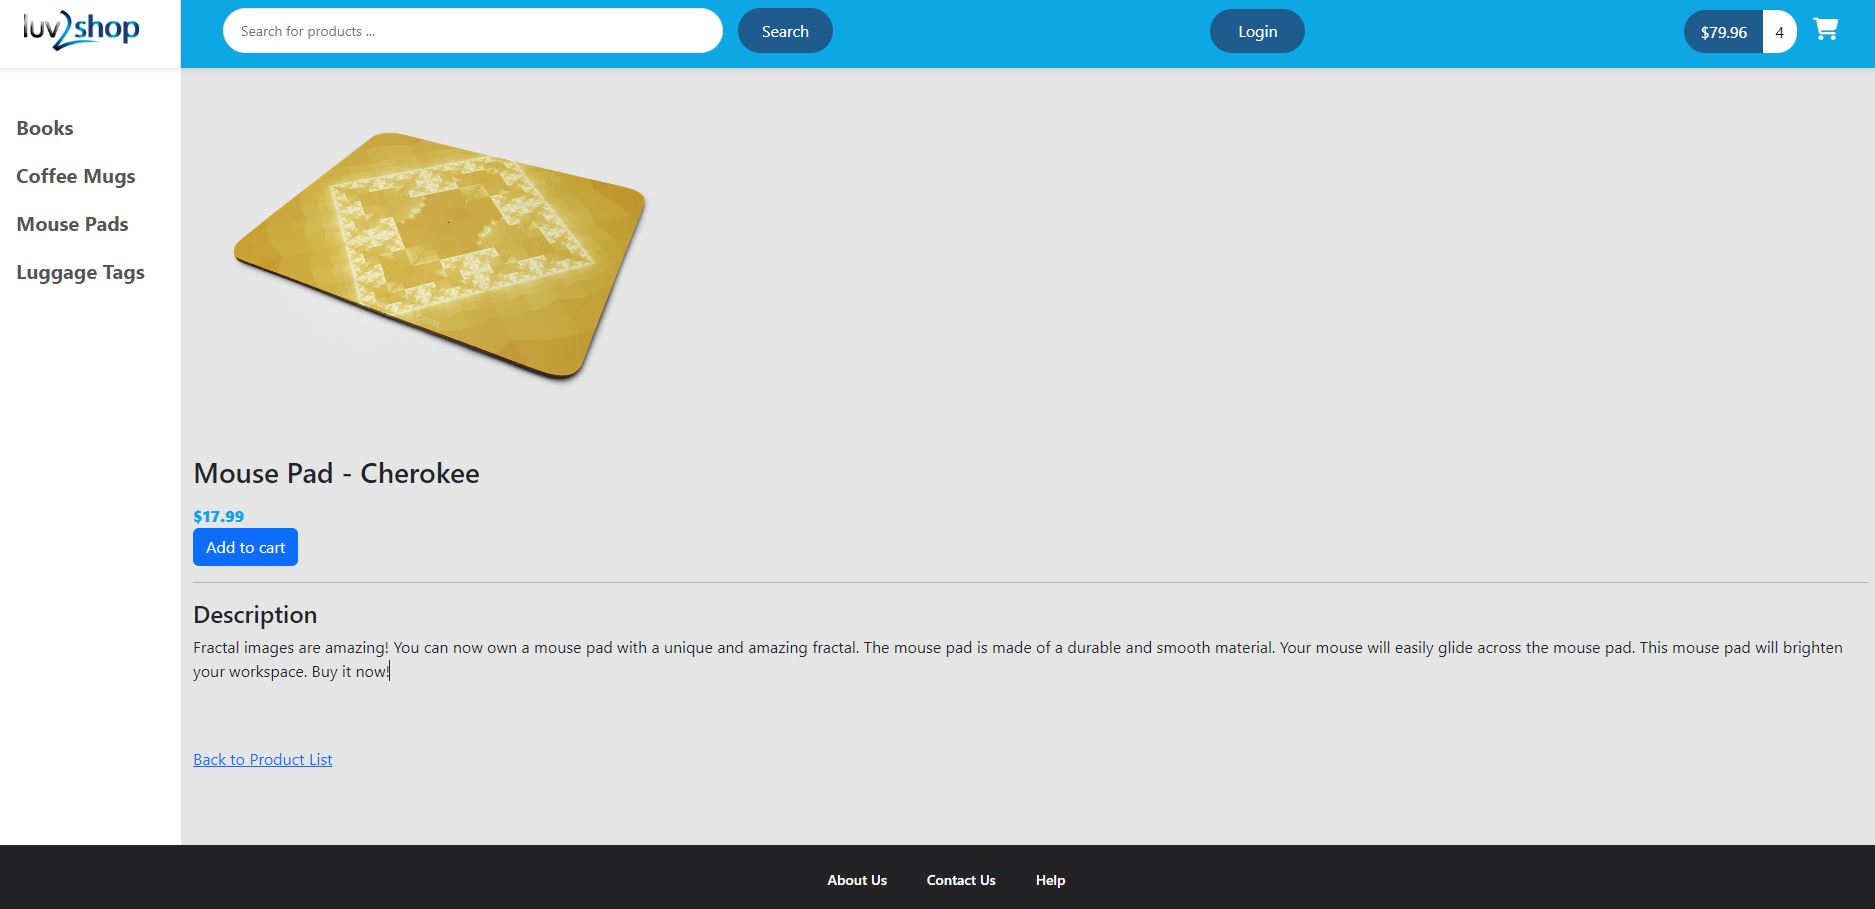 luv2shop
Search for products ...
Search
Login
$79.96
4
Books
Coffee Mugs
Mouse Pads
Luggage Tags
.com
Mouse Pad - Cherokee
$17.99
Add to cart
Description
Fractal images are amazing! You can now own a mouse pad with a unique and amazing fractal. The mouse pad is made of a durable and smooth material. Your mouse will easily glide across the mouse pad. This mouse pad will brighten
your workspace. Buy it now!
Back to Product List
About Us
Contact Us
Help